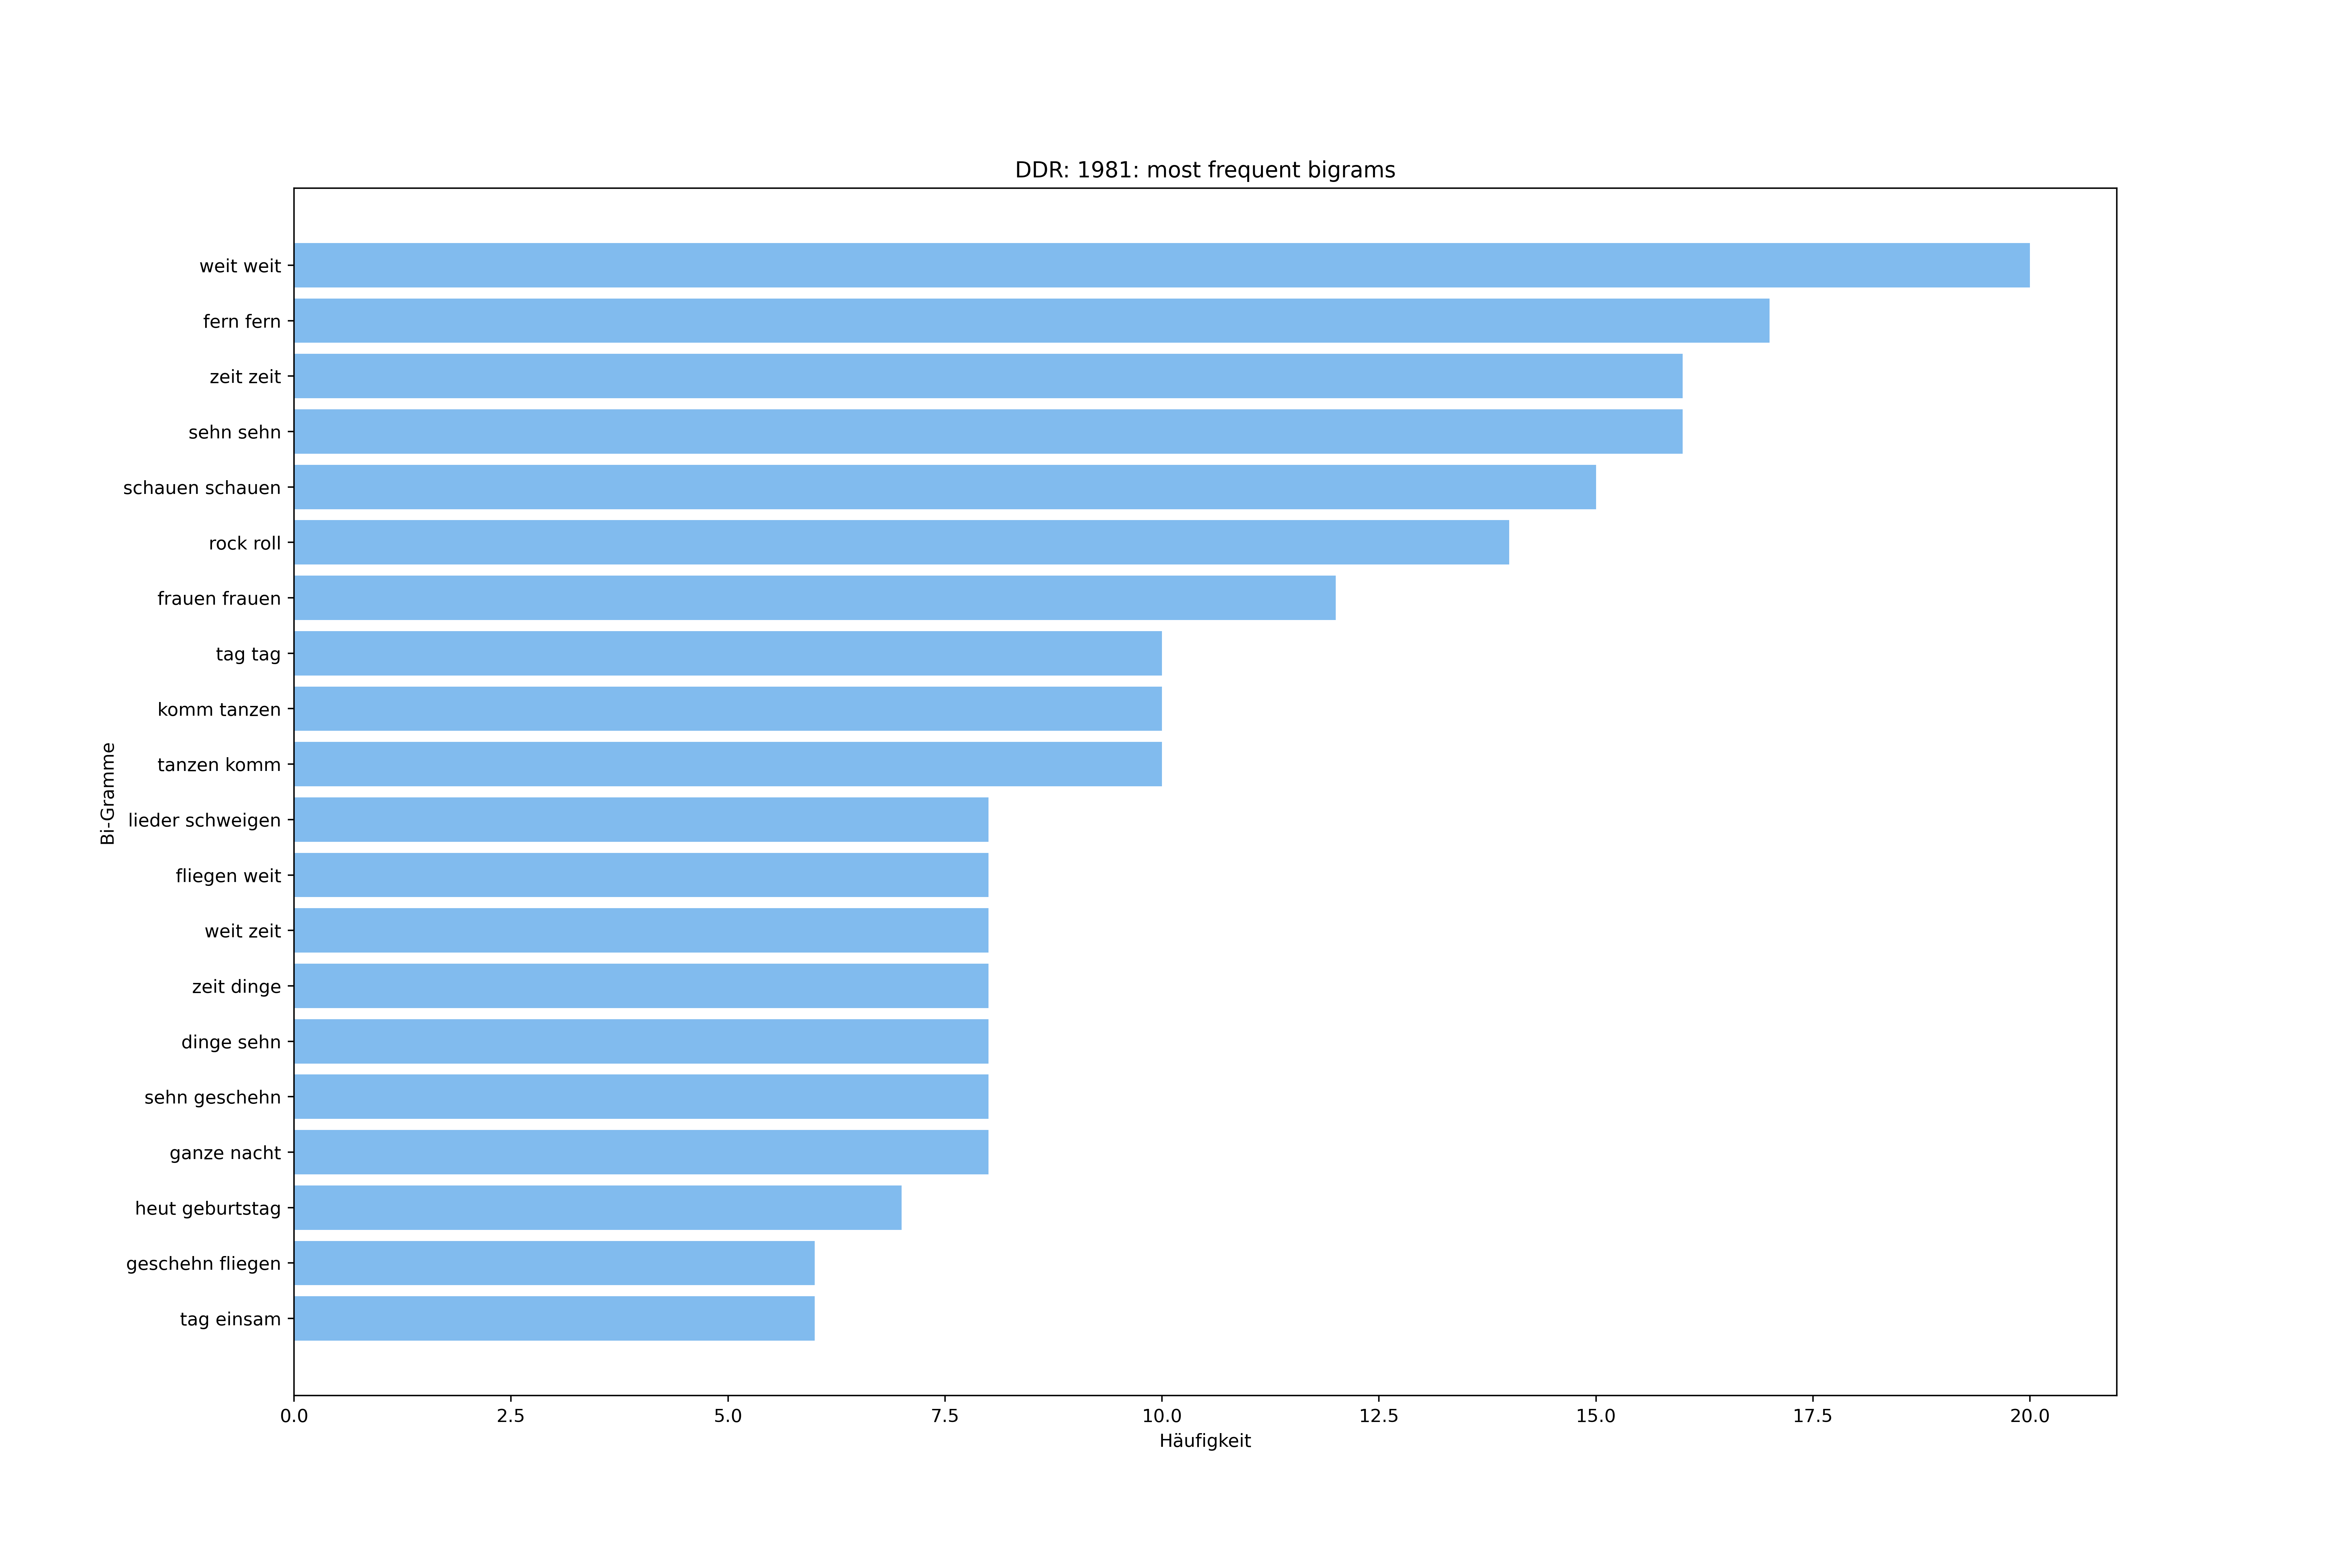 DDR: 1981: most frequent bigrams
Bi-Gramme
weit weit
fern fern
zeit zeit
sehn sehn
schauen schauen
rock roll
frauen frauen
tag tag
komm tanzen
tanzen komm
lieder schweigen
fliegen weit
weit zeit
zeit dinge
dinge sehn
sehn geschehn
ganze nacht
heut geburtstag
geschehn fliegen
tag einsam
0.0 2.5 5.0 7.5 10.0 12.5 15.0 17.5 20.0
Häufigkeit